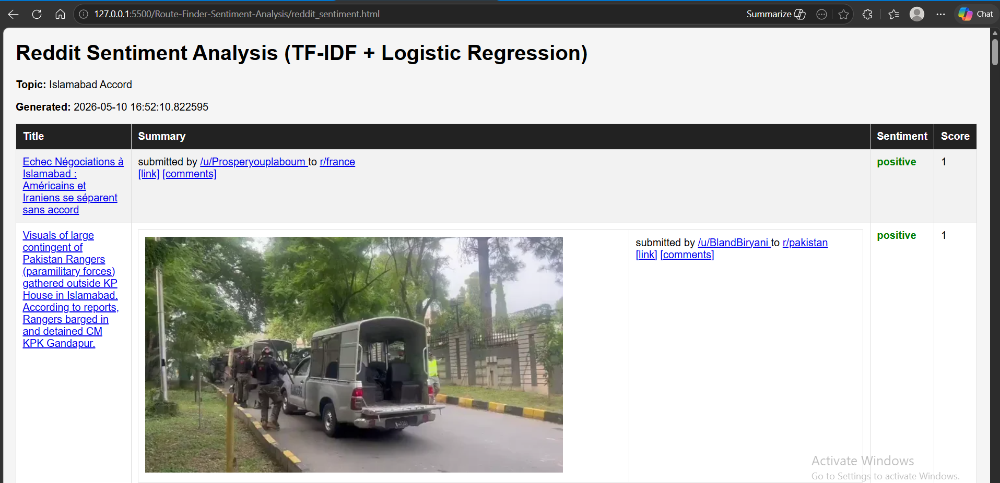 127.0.0.1:5500/Route-Finder-Sentiment-Analysis/reddit_sentiment.html
Summarize
Chat
Reddit Sentiment Analysis (TF-IDF + Logistic Regression)
Topic: Islamabad Accord
Generated: 2026-05-10 16:52:10.822595
Title Summary Sentiment Score
Echec Négociations à
Islamabad :
Américains et
Iraniens se séparent
sans accord
submitted by /u/Prosperyouplaboum to r/france
[link] [comments]
positive
1
Visuals of large
contingent of
Pakistan Rangers
(paramilitary forces)
gathered outside KP
House in Islamabad.
According to reports,
Rangers barged in
and detained CM
KPK Gandapur.
RANGERS
submitted by /u/BlandBiryani to r/pakistan
[link] [comments]
positive
1
Activate Windows
Go to Settings to activate Windows.